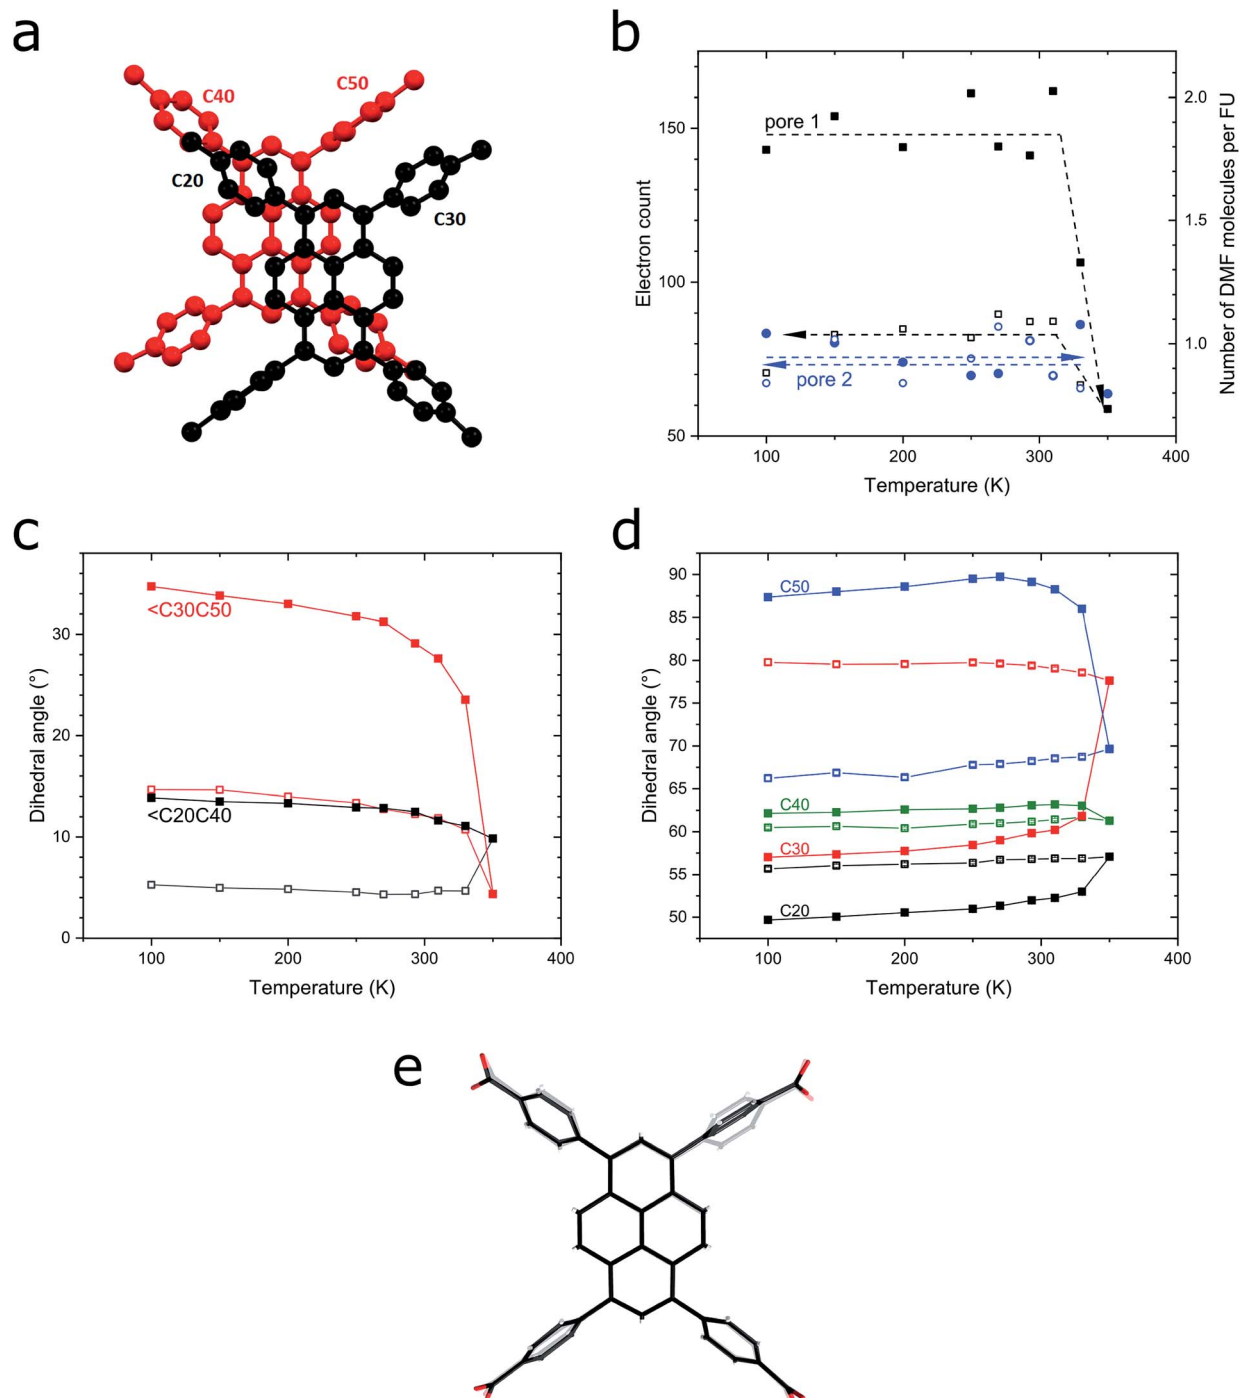 a
C40
C50
C20
C30
b
pore 1
pore 2
Electron count
Number of DMF molecules per FU
150
100
50
2.0
1.5
1.0
100
200
300
400
Temperature (K)
c
<C30C50
<C20C40
Dihedral angle (°)
30
20
10
0
100
200
300
400
Temperature (K)
d
C50
C40
C30
C20
Dihedral angle (°)
90
85
80
75
70
65
60
55
50
100
200
300
400
Temperature (K)
e